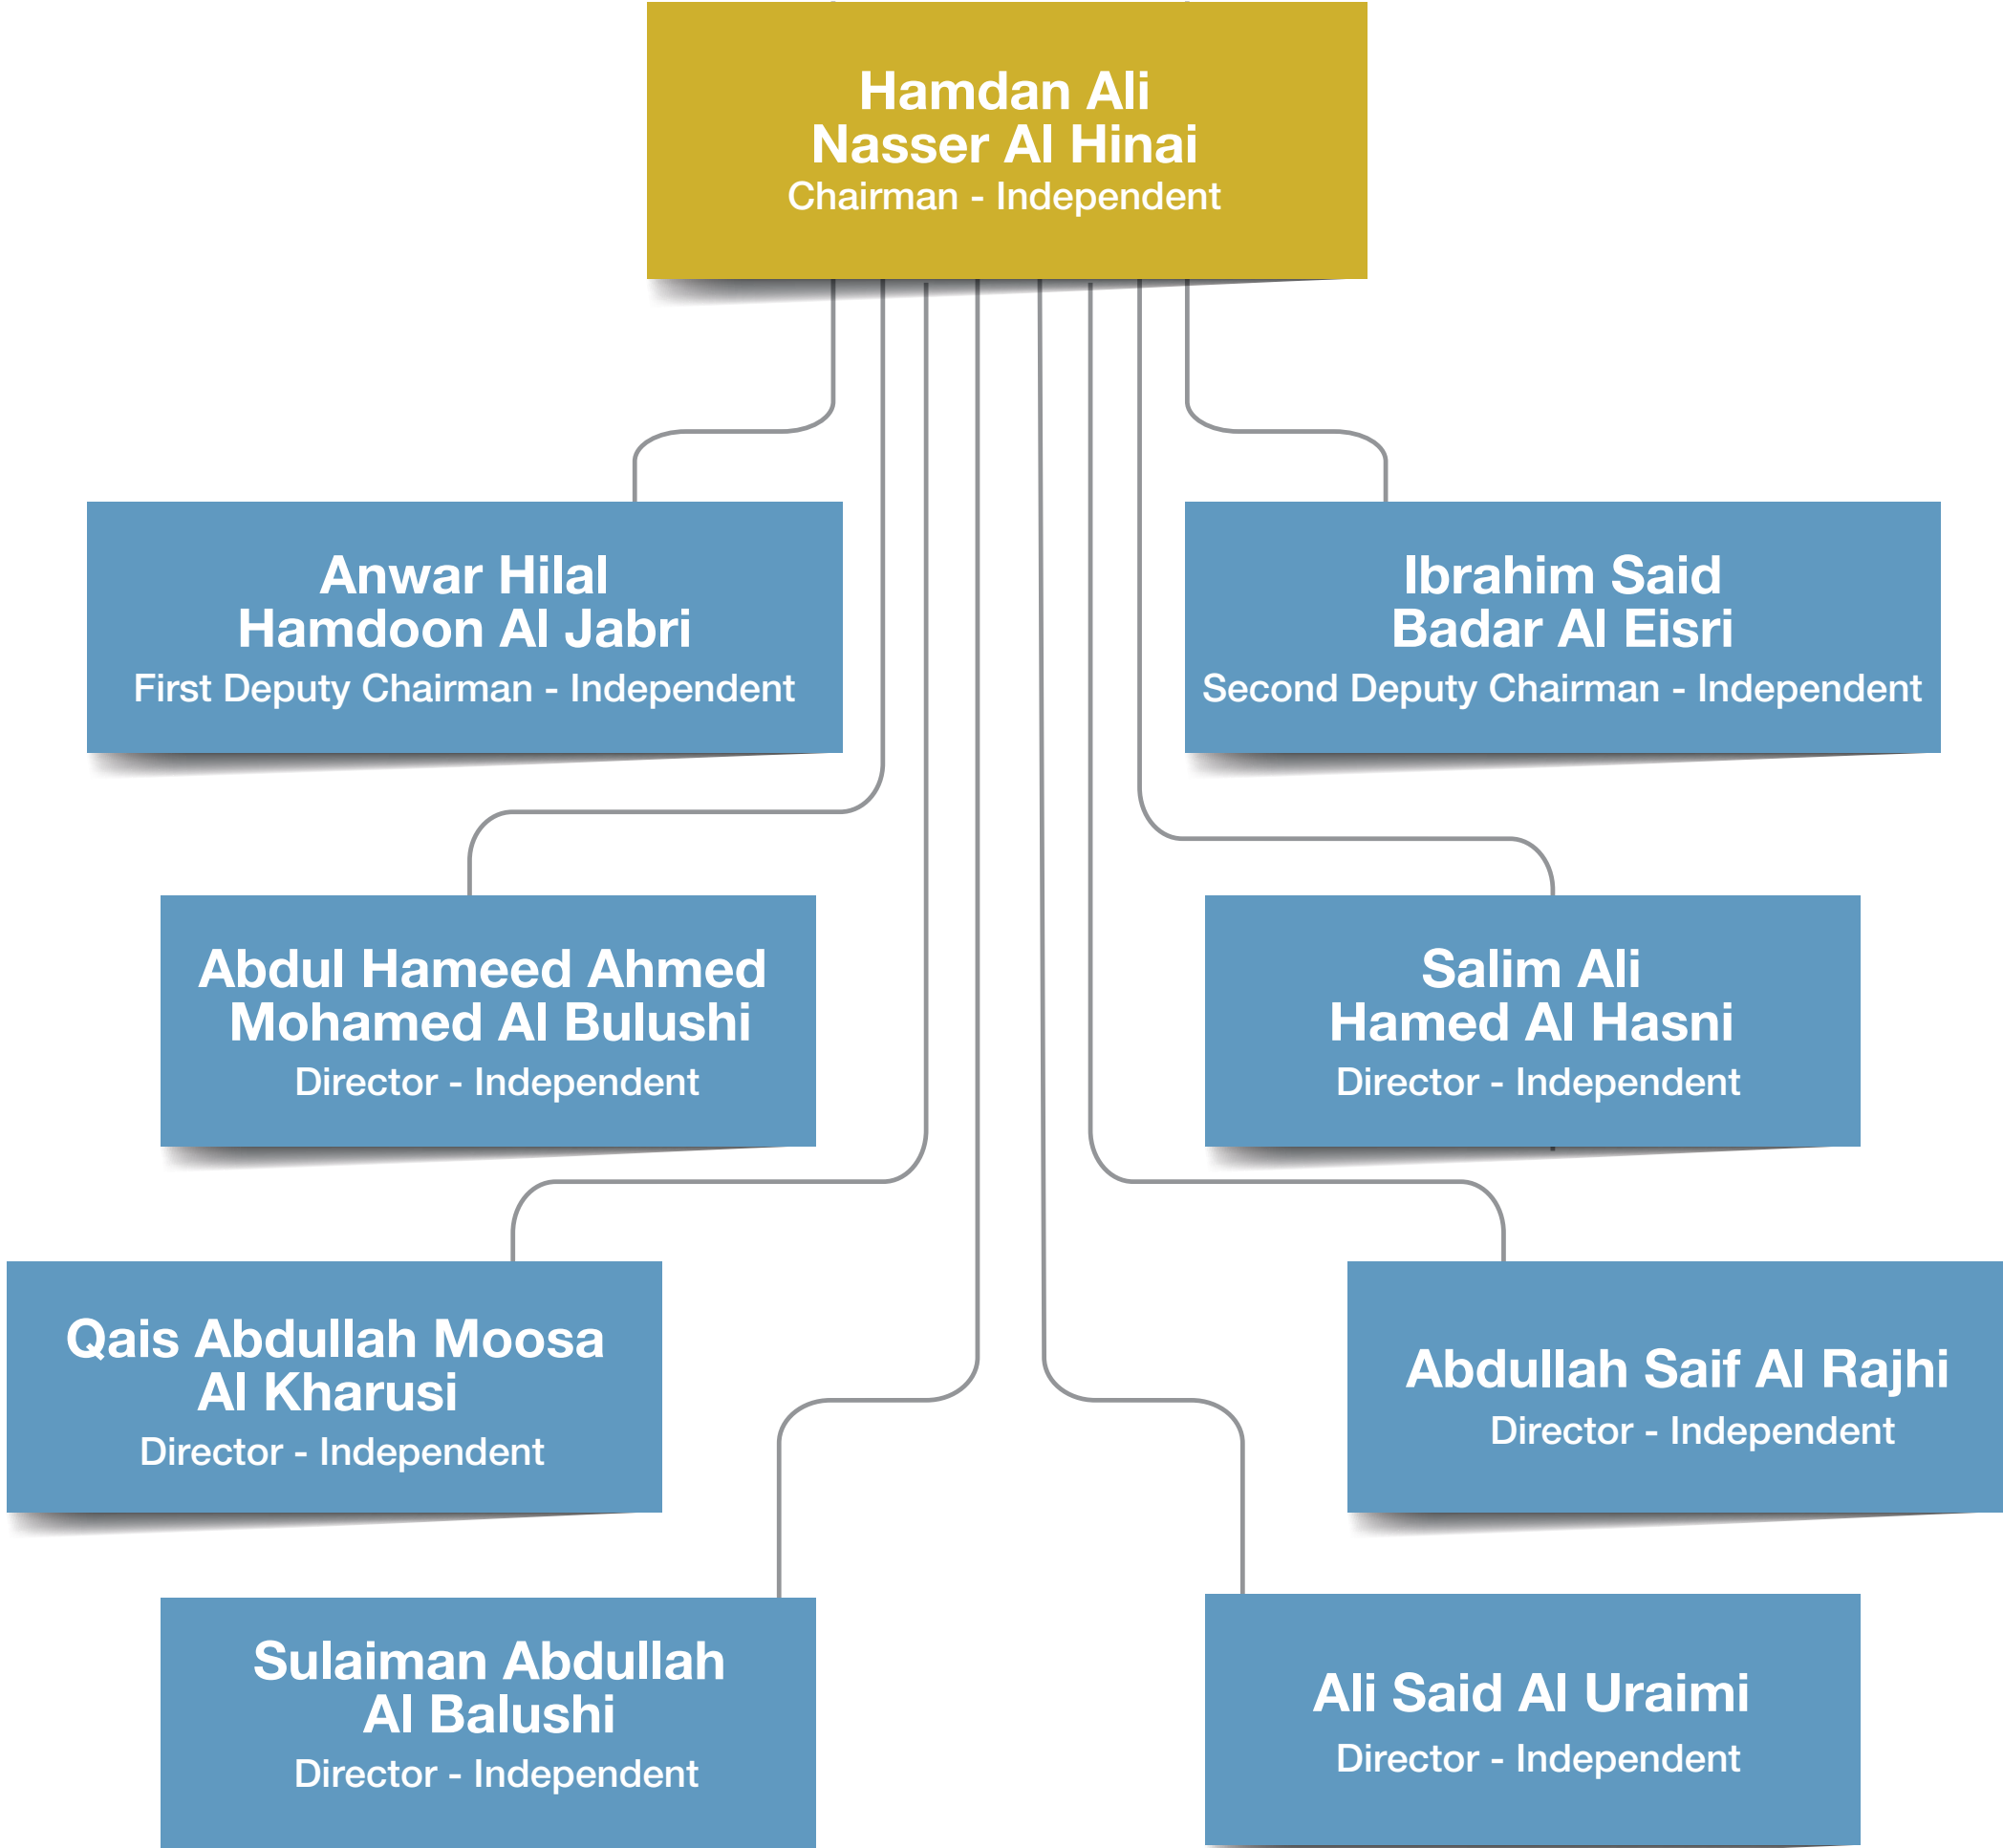 Hamdan Ali
Nasser Al Hinai
Chairman - Independent
Anwar Hilal
Hamdoon Al Jabri
First Deputy Chairman - Independent
Ibrahim Said
Badar Al Eisri
Second Deputy Chairman - Independent
Abdul Hameed Ahmed
Mohamed Al Bulushi
Director - Independent
Salim Ali
Hamed Al Hasni
Director - Independent
Qais Abdullah Moosa
Al Kharusi
Director - Independent
Abdullah Saif Al Rajhi
Director - Independent
Sulaiman Abdullah
Al Balushi
Director - Independent
Ali Said Al Uraimi
Director - Independent